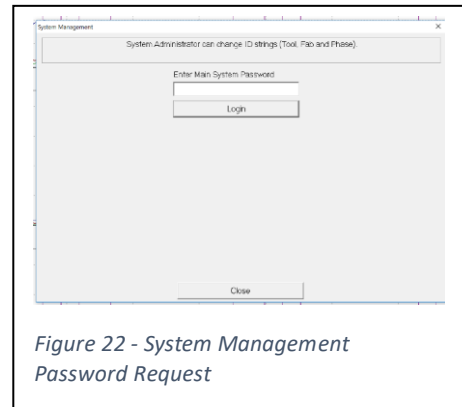 System Management
System Administrator can change ID strings (Tool, Fab and Phase).
Enter Main System Password
Login
Close
Figure 22 - System Management
Password Request